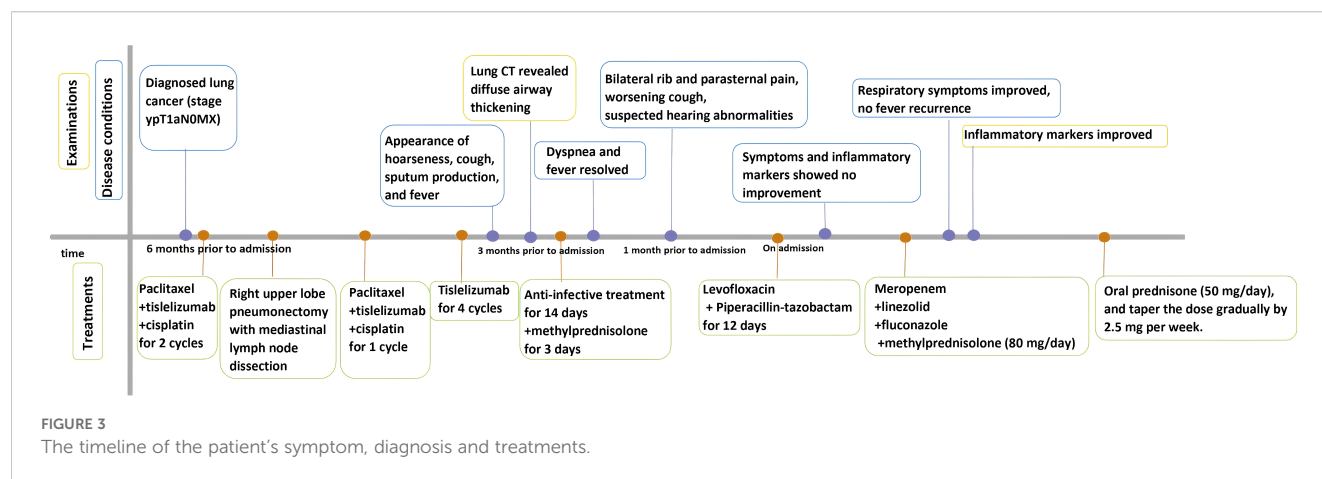 Examinations
Disease conditions
Diagnosed lung
cancer (stage
ypT1aN0MX)
Appearance of
hoarseness, cough,
sputum production,
and fever
Lung CT revealed
diffuse airway
thickening
Dyspnea and
fever resolved
Bilateral rib and parasternal pain,
worsening cough,
suspected hearing abnormalities
Symptoms and inflammatory
markers showed no
improvement
Respiratory symptoms improved,
no fever recurrence
Inflammatory markers improved
time
6 months prior to admission
3 months prior to admission
1 month prior to admission
On admission
Treatments
Paclitaxel
+tislelizumab
+cisplatin
for 2 cycles
Right upper lobe
pneumonectomy
with mediastinal
lymph node
dissection
Paclitaxel
+tislelizumab
+cisplatin
for 1 cycle
Tislelizumab
for 4 cycles
Anti-infective treatment
for 14 days
+methylprednisolone
for 3 days
Levofloxacin
+ Piperacillin-tazobactam
for 12 days
Meropenem
+linezolid
+fluconazole
+methylprednisolone (80 mg/day)
Oral prednisone (50 mg/day),
and taper the dose gradually by
2.5 mg per week.
FIGURE 3
The timeline of the patient's symptom, diagnosis and treatments.